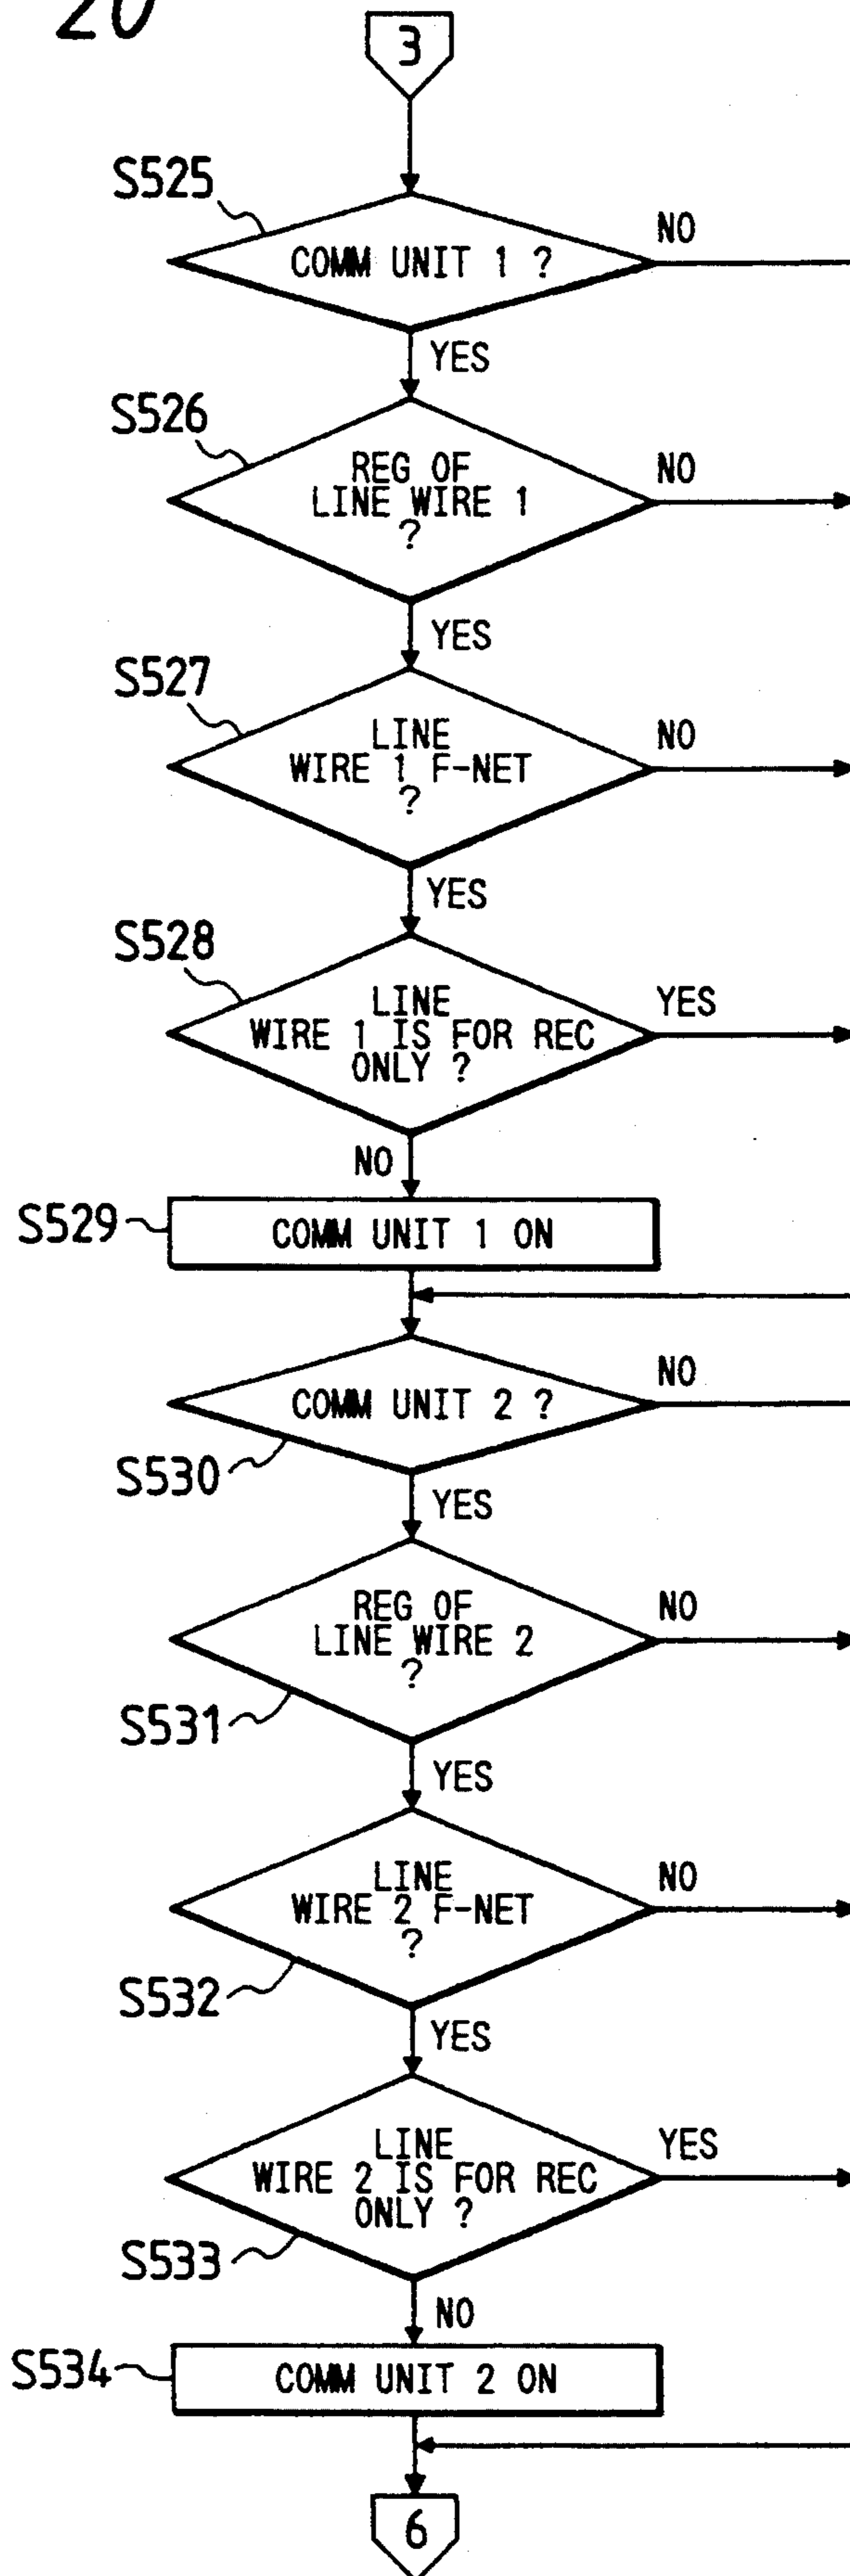 20
3
S525
COMM UNIT 1 ?
NO
YES
S526
REG OF
LINE WIRE 1
?
NO
YES
S527
LINE
WIRE 1 F-NET
?
NO
YES
S528
LINE
WIRE 1 IS FOR REC
ONLY ?
YES
NO
S529
COMM UNIT 1 ON
COMM UNIT 2 ?
NO
S530
YES
REG OF
LINE WIRE 2
?
NO
S531
YES
LINE
WIRE 2 F-NET
?
NO
S532
YES
LINE
WIRE 2 IS FOR REC
ONLY ?
YES
S533
NO
S534
COMM UNIT 2 ON
6